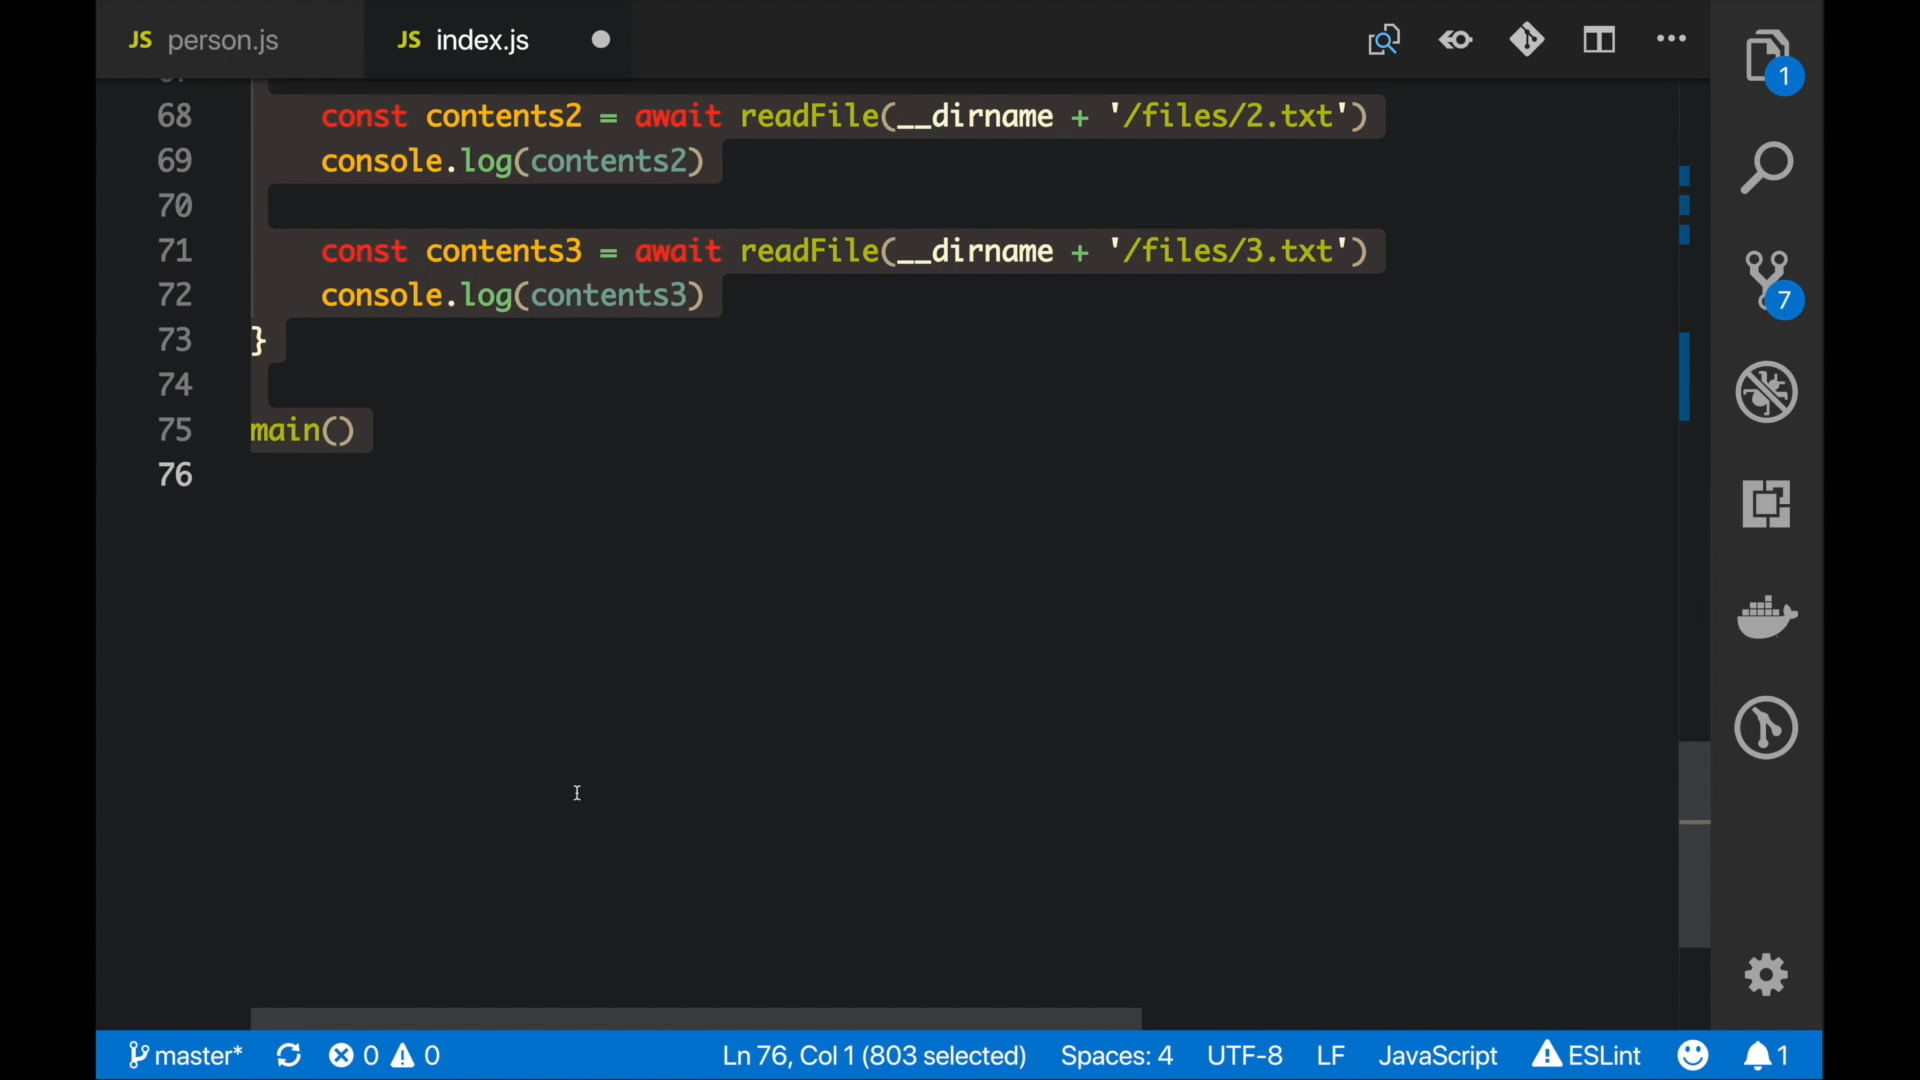 JS person.js JS index.js
68 const contents2 = await readFile(__dirname + '/files/2.txt')
69 console.log(contents2)
70
71 const contents3 = await readFile(__dirname + '/files/3.txt')
72 console.log(contents3)
73 }
74
75 main()
76
1
7
master* 0 0 Ln 76, Col 1 (803 selected) Spaces: 4 UTF-8 LF JavaScript ESLint 1